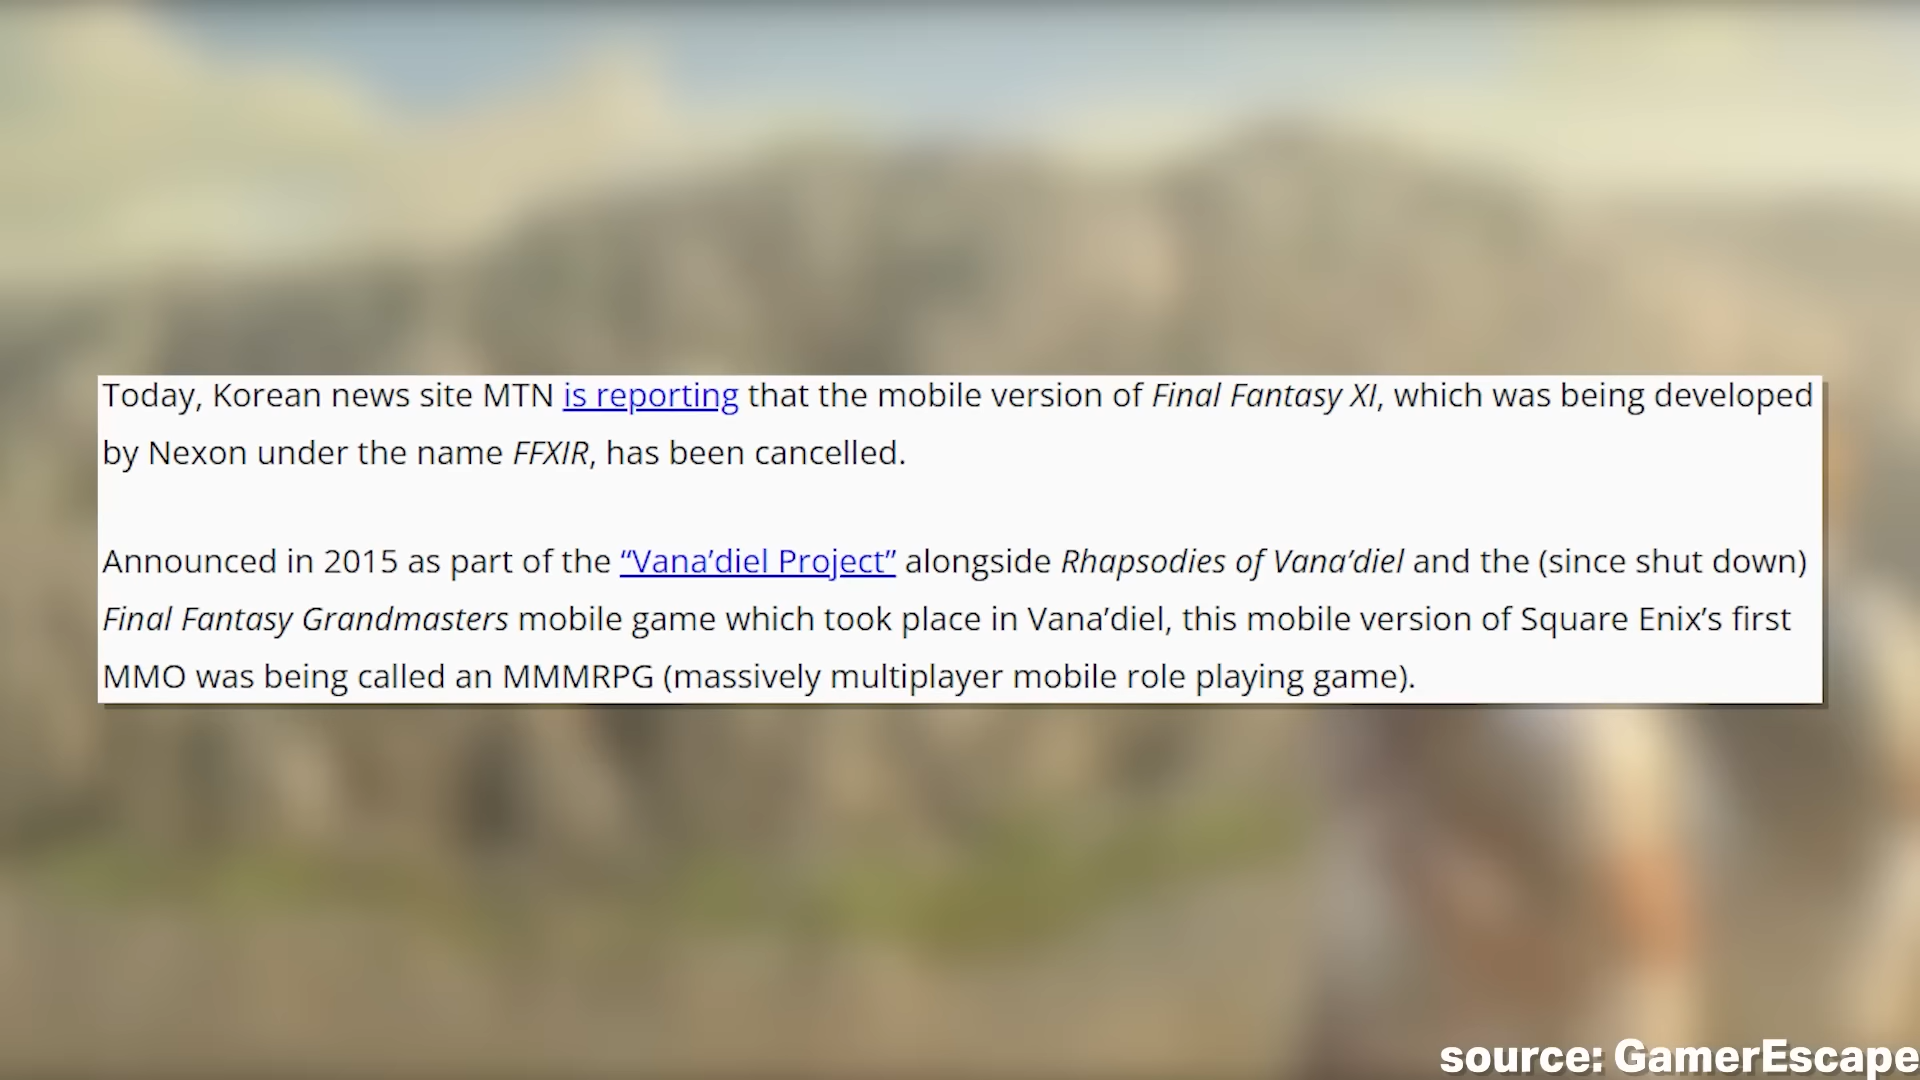 Today, Korean news site MTN is reporting that the mobile version of Final Fantasy XI, which was being developed
by Nexon under the name FFXIR, has been cancelled.
Announced in 2015 as part of the “Vana’diel Project” alongside Rhapsodies of Vana’diel and the (since shut down)
Final Fantasy Grandmasters mobile game which took place in Vana’diel, this mobile version of Square Enix’s first
MMO was being called an MMMRPG (massively multiplayer mobile role playing game).
source: GamerEscape